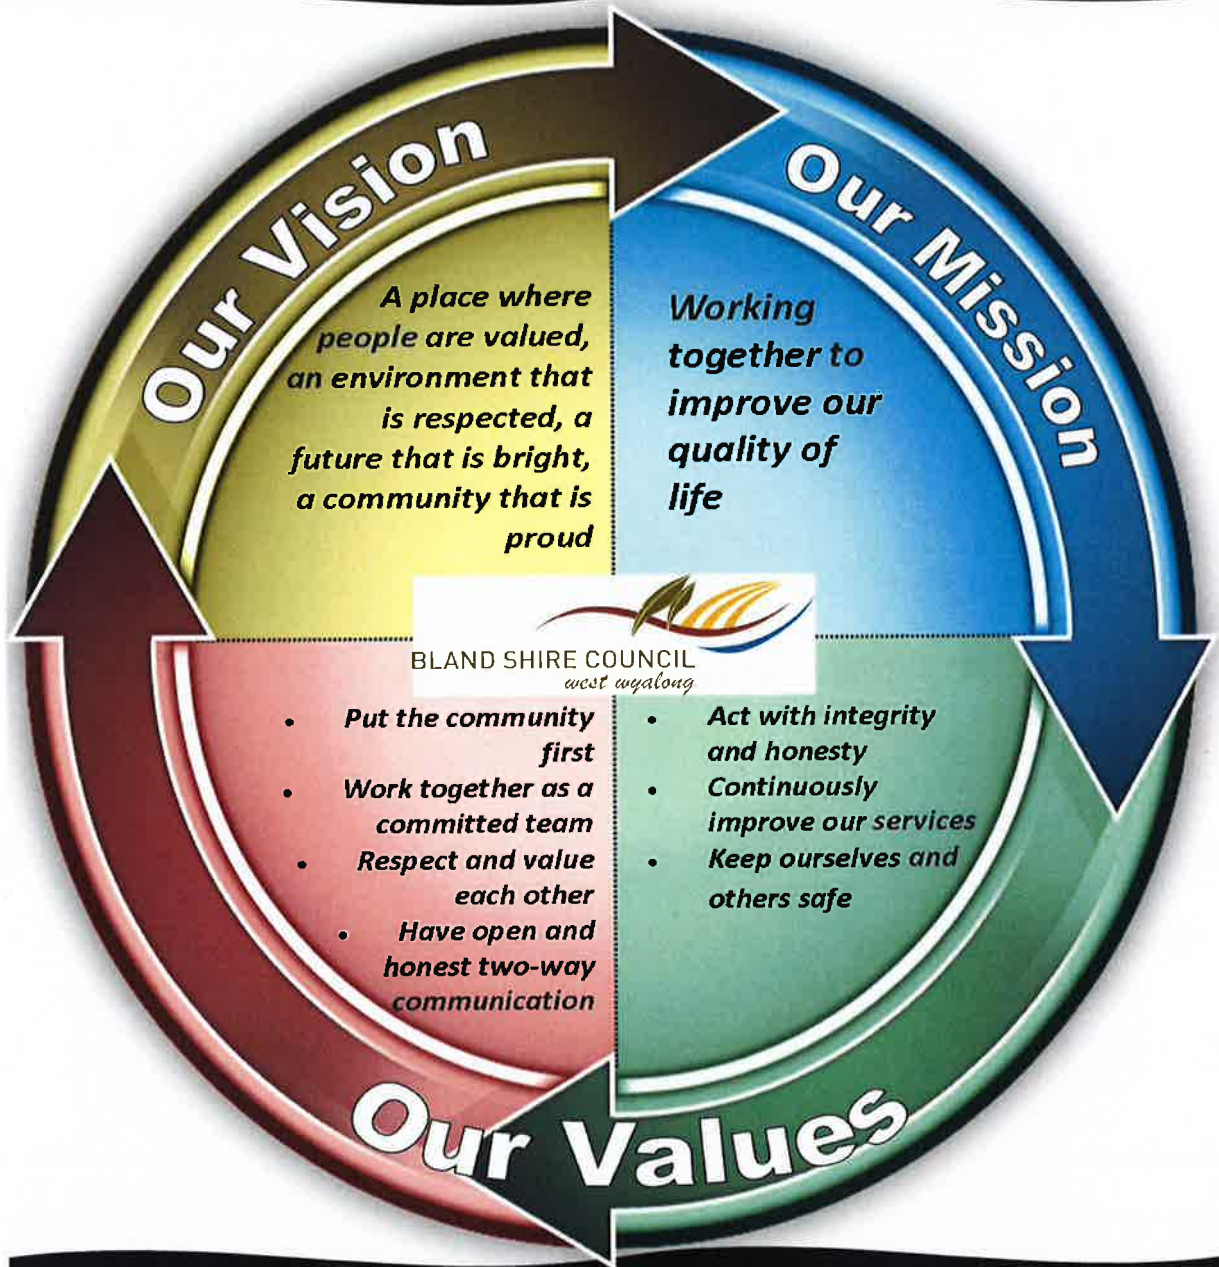 Our Vision
A place where
people are valued,
an environment that
is respected, a
future that is bright,
a community that is
proud
Our Mission
Working
together to
improve our
quality of
life
BLAND SHIRE COUNCIL
west wyalong
• Put the community
first
• Work together as a
committed team
• Respect and value
each other
• Have open and
honest two-way
communication
• Act with integrity
and honesty
• Continuously
improve our services
• Keep ourselves and
others safe
Our Values